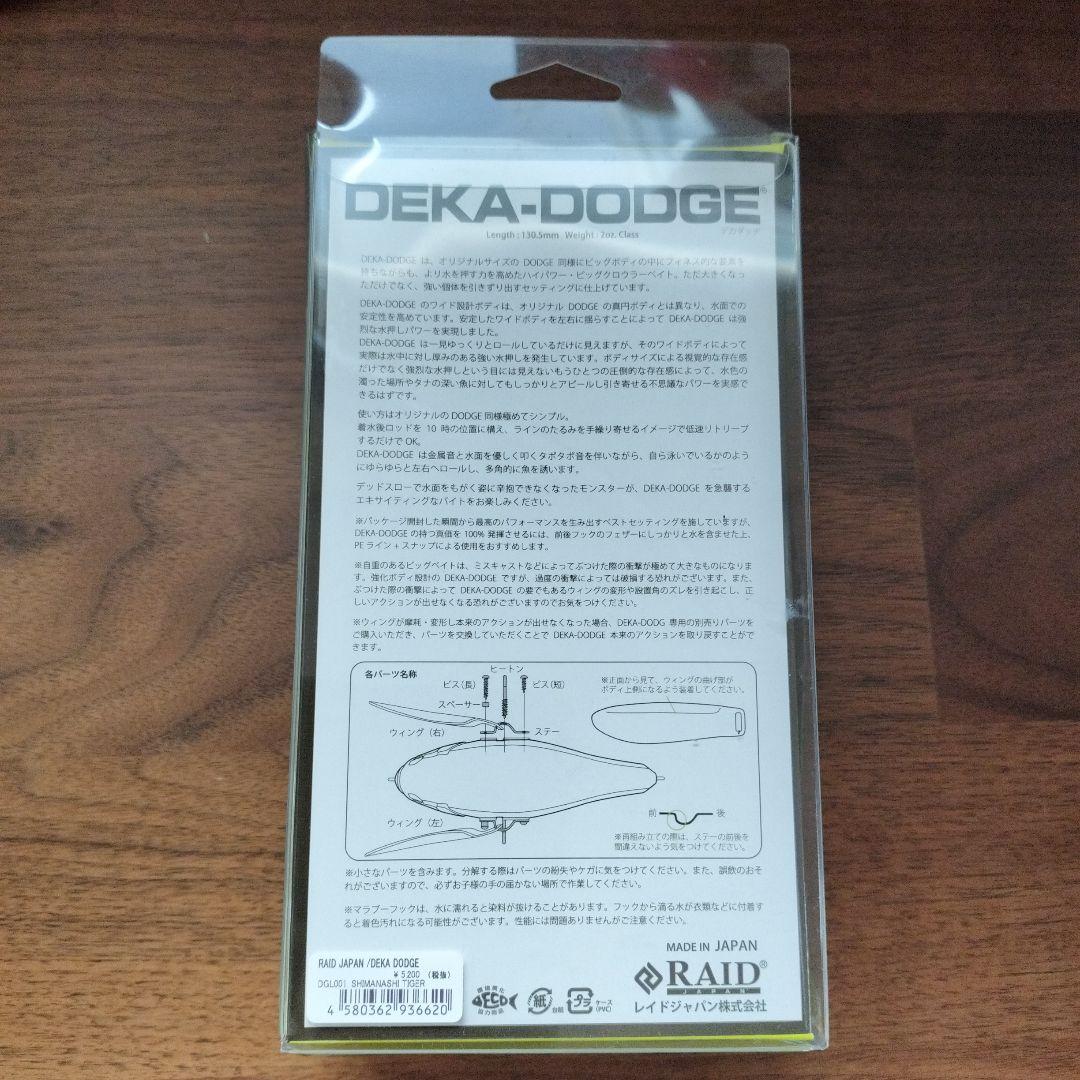 DEKA-DODGE®
デカダッヂ
Length : 130.5mm Weight : 2oz. Class
DEKA-DODGE は、オリジナルサイズの DODGE 同様にビッグボディの中にフィネス的な要素を
持ちながらも、より水を押す力を高めたハイパワー・ビッグクロウラーベイト。ただ大きくなっ
ただけでなく、強い個体を引きずり出すセッティングに仕上げています。
DEKA-DODGE のワイド設計ボディは、オリジナル DODGE の真円ボディとは異なり、水面での
安定性を高めています。安定したワイドボディを左右に揺らすことによって DEKA-DODGE は強
烈な水押しパワーを実現しました。
DEKA-DODGE は一見ゆっくりとロールしているだけに見えますが、そのワイドボディによって
実際は水中に対し厚みのある強い水押しを発生しています。ボディサイズによる視覚的な存在感
だけでなく強烈な水押しという目には見えないもうひとつの圧倒的な存在感によって、水色の
濁った場所やタナの深い魚に対してもしっかりとアピールし引き寄せる不思議なパワーを実感で
きるはずです。
使い方はオリジナルの DODGE 同様極めてシンプル。
着水後ロッドを 10 時の位置に構え、ラインのたるみを手繰り寄せるイメージで低速リトリーブ
するだけで OK。
DEKA-DODGE は金属音と水面を優しく叩くタポタポ音を伴いながら、自ら泳いでいるかのよう
にゆらゆらと左右へロールし、多角的に魚を誘います。
デッドスローで水面をもがく姿に辛抱できなくなったモンスターが、DEKA-DODGE を急襲する
エキサイティングなバイトをお楽しみください。
※パッケージ開封した瞬間から最高のパフォーマンスを生み出すベストセッティングを施していますが、
DEKA-DODGE の持つ真価を 100% 発揮させるには、前後フックのフェザーにしっかりと水を含ませた上、
PE ライン + スナップによる使用をおすすめします。
※自重のあるビッグベイトは、ミスキャストなどによってぶつけた際の衝撃が極めて大きなものになりま
す。強化ボディ設計の DEKA-DODGE ですが、過度の衝撃によっては破損する恐れがございます。また、
ぶつけた際の衝撃によって DEKA-DODGE の要でもあるウィングの変形や設置角のズレを引き起こし、正
しいアクションが出せなくなる恐れがございますのでお気をつけください。
※ウィングが摩耗・変形し本来のアクションが出せなくなった場合、DEKA-DODG 専用の別売りパーツを
ご購入いただき、パーツを交換していただくことで DEKA-DODGE 本来のアクションを取り戻すことがで
きます。
各パーツ名称
ヒートン
ビス（長）
ビス（短）
スペーサー
ウィング（右）
ステー
ウィング（左）
※正面から見て、ウィングの曲げ部が
ボディ上側になるよう装着してください。
前
後
※再組み立ての際は、ステーの前後を
間違えないよう気をつけてください。
※小さなパーツを含みます。分解する際はパーツの紛失やケガに気をつけてください。また、誤飲のおそ
れがございますので、必ずお子様の手の届かない場所で作業してください。
※マラブーフックは、水に濡れると染料が抜けることがあります。フックから滴る水が衣類などに付着す
ると着色汚れになる可能性がございます。性能には問題ありませんがご注意ください。
MADE IN JAPAN
RAID®
JAPAN
レイドジャパン株式会社
RAID JAPAN /DEKA DODGE
￥5,200 （税抜）
DGL001 SHIMANASHI TIGER
4 580362 936620
環境美化
ECO
協力商品
紙
台紙
プラ
ケース
(PVC)